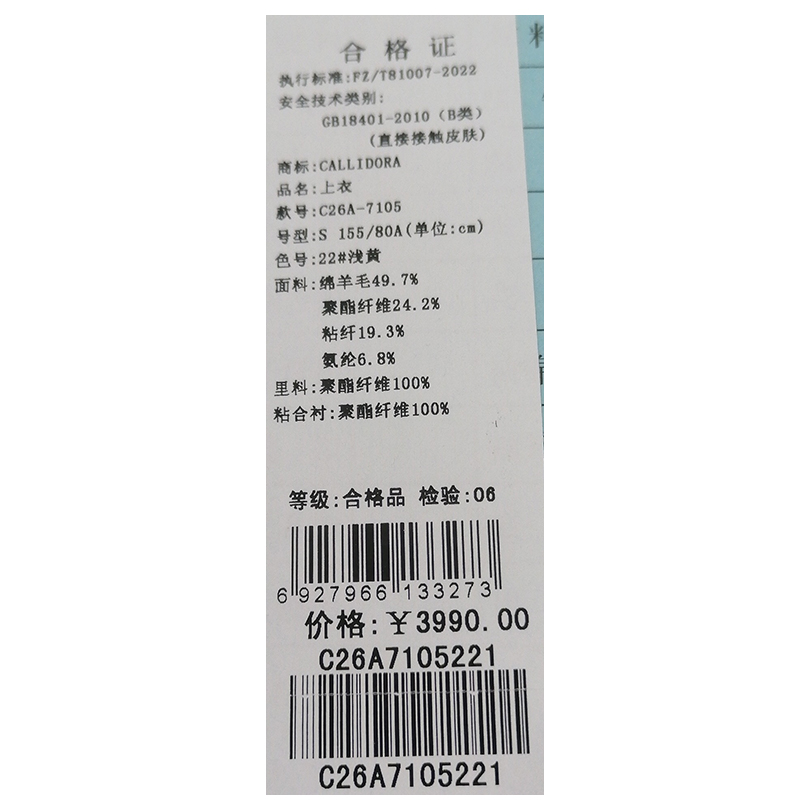 合格证
执行标准:FZ/T81007-2022
安全技术类别:
GB18401-2010（B类）
(直接接触皮肤)
商标:CALLIDORA
品名:上衣
款号:C26A-7105
号型:S 155/80A(单位:cm)
色号:22#浅黄
面料:绵羊毛49.7%
聚酯纤维24.2%
粘纤19.3%
氨纶6.8%
里料:聚酯纤维100%
粘合衬:聚酯纤维100%
等级:合格品 检验:06
6 927966 133273
价格:￥3990.00
C26A7105221
C26A7105221